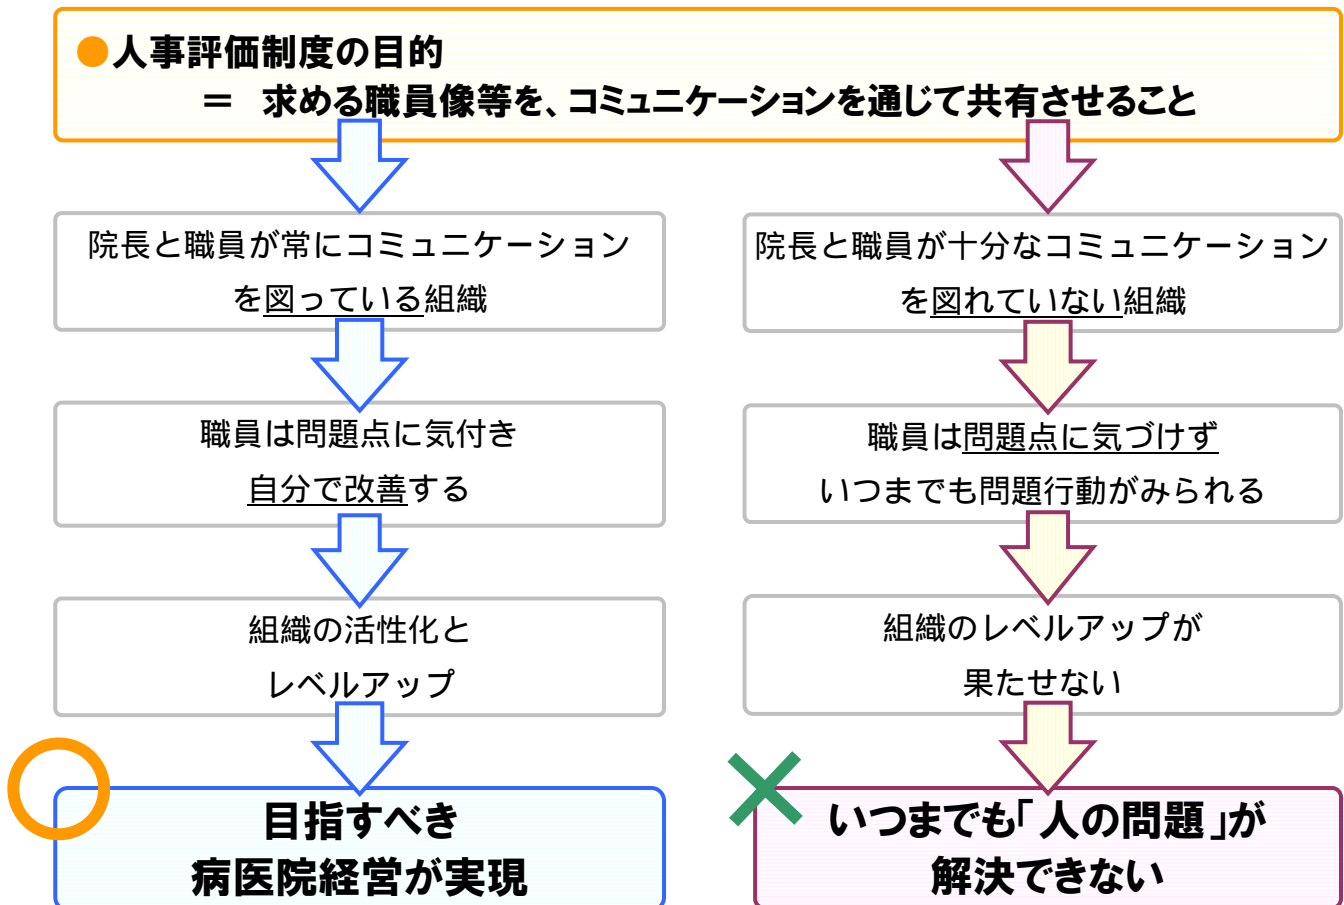 ●人事評価制度の目的
＝ 求める職員像等を、コミュニケーションを通じて共有させること
院長と職員が常にコミュニケーション
を図っている組織
職員は問題点に気付き
自分で改善する
組織の活性化と
レベルアップ
目指すべき
病医院経営が実現
院長と職員が十分なコミュニケーション
を図れていない組織
職員は問題点に気づけず
いつまでも問題行動がみられる
組織のレベルアップが
果たせない
いつまでも「人の問題」が
解決できない